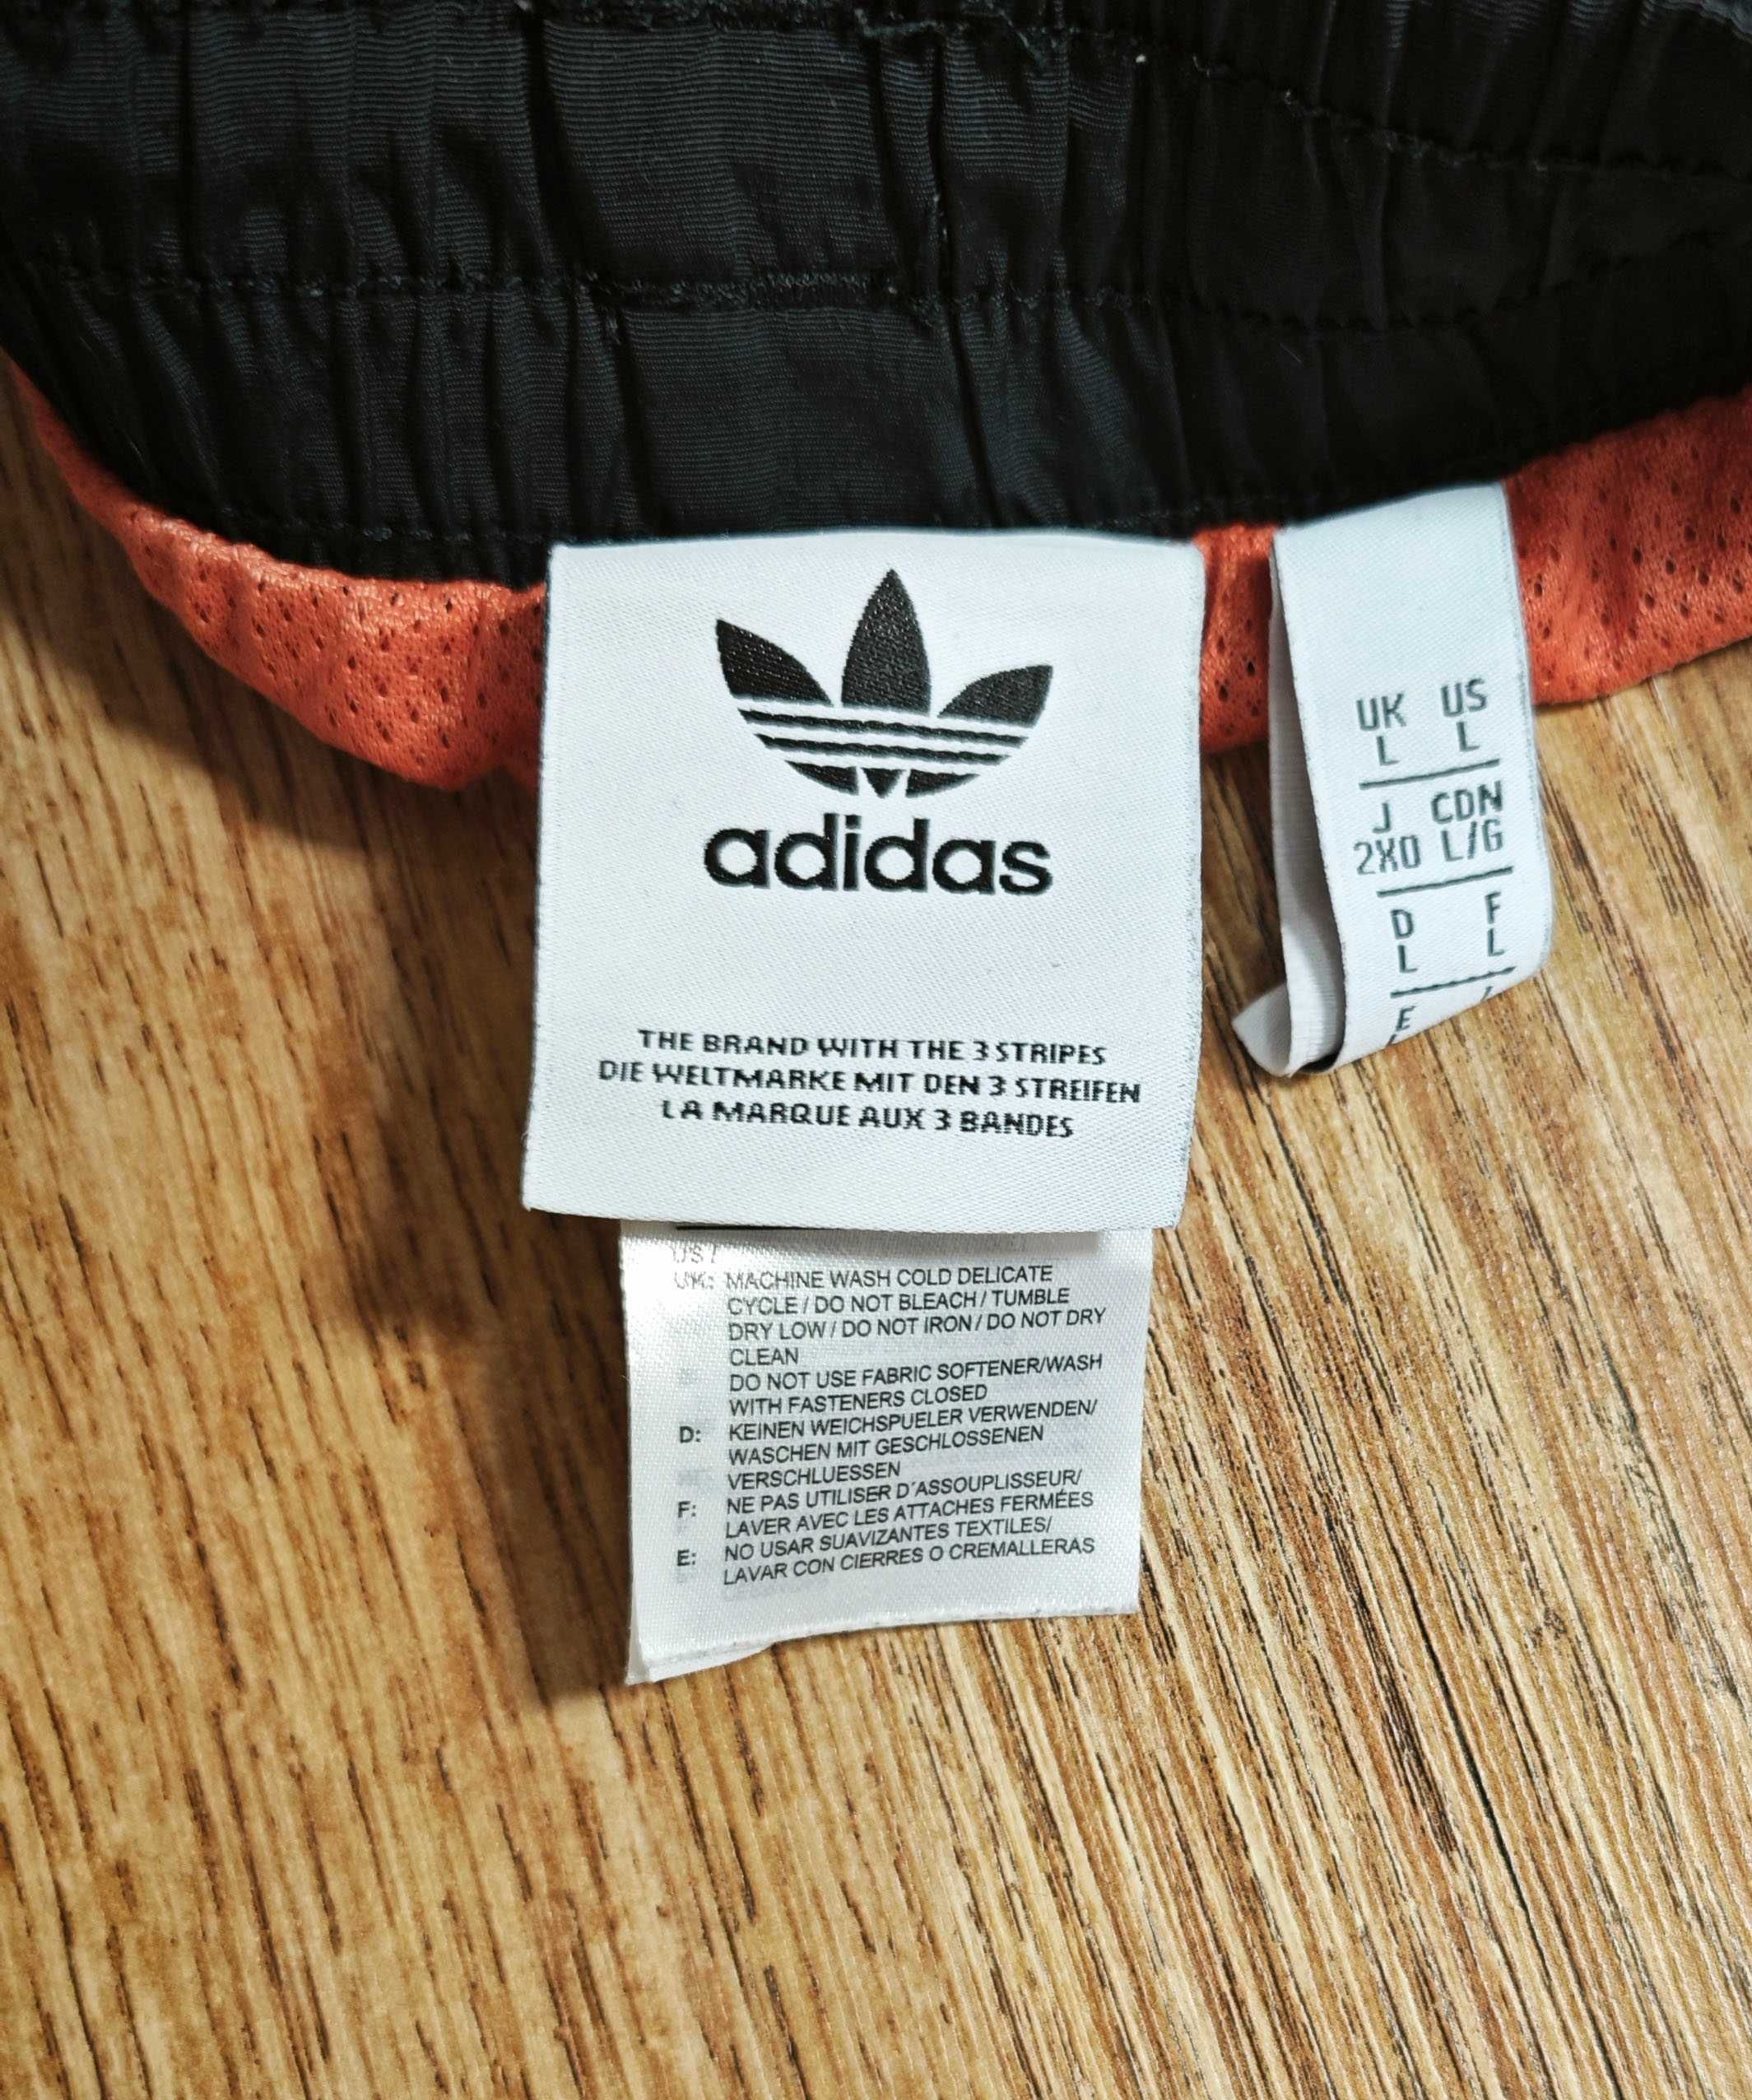 adidas
THE BRAND WITH THE 3 STRIPES
DIE WELTMARKE MIT DEN 3 STREIFEN
LA MARQUE AUX 3 BANDES
UK US
L L
J CDN
2XO L/G
D F
L L
E
US /
UK: MACHINE WASH COLD DELICATE
CYCLE / DO NOT BLEACH / TUMBLE
DRY LOW / DO NOT IRON / DO NOT DRY
CLEAN
DO NOT USE FABRIC SOFTENER/WASH
WITH FASTENERS CLOSED
D: KEINEN WEICHSPUELER VERWENDEN/
WASCHEN MIT GESCHLOSSENEN
VERSCHLUESSEN
F: NE PAS UTILISER D´ASSOUPLISSEUR/
LAVER AVEC LES ATTACHES FERMÉES
E: NO USAR SUAVIZANTES TEXTILES/
LAVAR CON CIERRES O CREMALLERAS